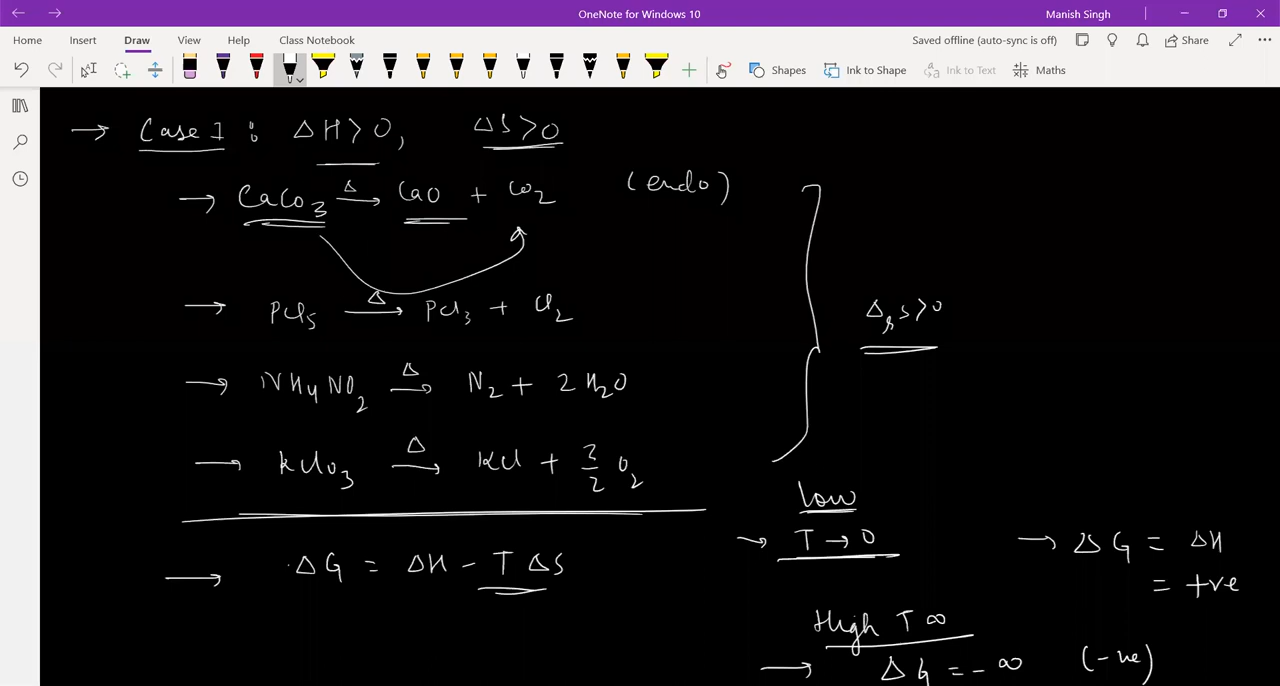 OneNote for Windows 10
Manish Singh
Home Insert Draw View Help Class Notebook
Saved offline (auto-sync is off) Share
Shapes Ink to Shape Ink to Text Maths
→ Case I : ΔH > 0, ΔS > 0
→ CaCO3 —Δ→ CaO + CO2 (endo)
→ PCl5 —Δ→ PCl3 + Cl2
ΔrS > 0
→ NH4NO2 —Δ→ N2 + 2H2O
→ KClO3 —Δ→ KCl + 3/2 O2
→ ΔG = ΔH - TΔS
low
→ T → 0
→ ΔG = ΔH
= +ve
High T ∞
→ ΔG = - ∞ (-ve)